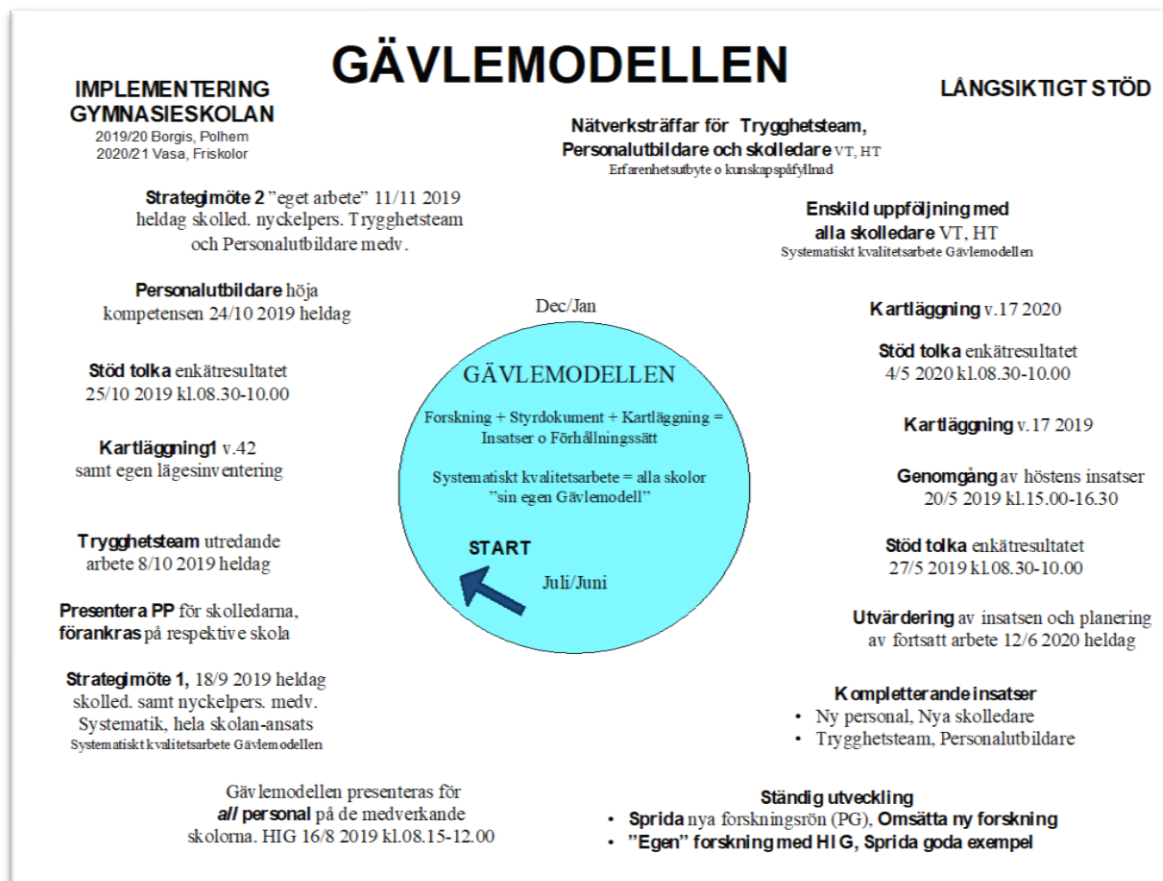 GÄVLEMODELLEN
IMPLEMENTERING
GYMNASIESKOLAN
2019/20 Borgis, Polhem
2020/21 Vasa, Friskolor
LÅNGSIKTIGT STÖD
Nätverksträffar för Trygghetsteam,
Personalutbildare och skolledare VT, HT
Erfarenhetsutbyte o kunskapspåfyllnad
Strategimöte 2 ”eget arbete” 11/11 2019
heldag skolled. nyckelpers. Trygghetsteam
och Personalutbildare medv.
Enskild uppföljning med
alla skolledare VT, HT
Systematiskt kvalitetsarbete Gävlemodellen
Personalutbildare höja
kompetensen 24/10 2019 heldag
Stöd tolka enkätresultatet
25/10 2019 kl.08.30-10.00
Kartläggning1 v.42
samt egen lägesinventering
Trygghetsteam utredande
arbete 8/10 2019 heldag
Presentera PP för skolledarna,
förankras på respektive skola
Strategimöte 1, 18/9 2019 heldag
skolled. samt nyckelpers. medv.
Systematik, hela skolan-ansats
Systematiskt kvalitetsarbete Gävlemodellen
Gävlemodellen presenteras för
all personal på de medverkande
skolorna. HIG 16/8 2019 kl.08.15-12.00
Dec/Jan
GÄVLEMODELLEN
Forskning + Styrdokument + Kartläggning =
Insatser o Förhållningssätt
Systematiskt kvalitetsarbete = alla skolor
”sin egen Gävlemodell”
START
Juli/Juni
Kartläggning v.17 2020
Stöd tolka enkätresultatet
4/5 2020 kl.08.30-10.00
Kartläggning v.17 2019
Genomgång av höstens insatser
20/5 2019 kl.15.00-16.30
Stöd tolka enkätresultatet
27/5 2019 kl.08.30-10.00
Utvärdering av insatsen och planering
av fortsatt arbete 12/6 2020 heldag
Kompletterande insatser
• Ny personal, Nya skolledare
• Trygghetsteam, Personalutbildare
Ständig utveckling
• Sprida nya forskningsrön (PG), Omsätta ny forskning
• ”Egen” forskning med HIG, Sprida goda exempel